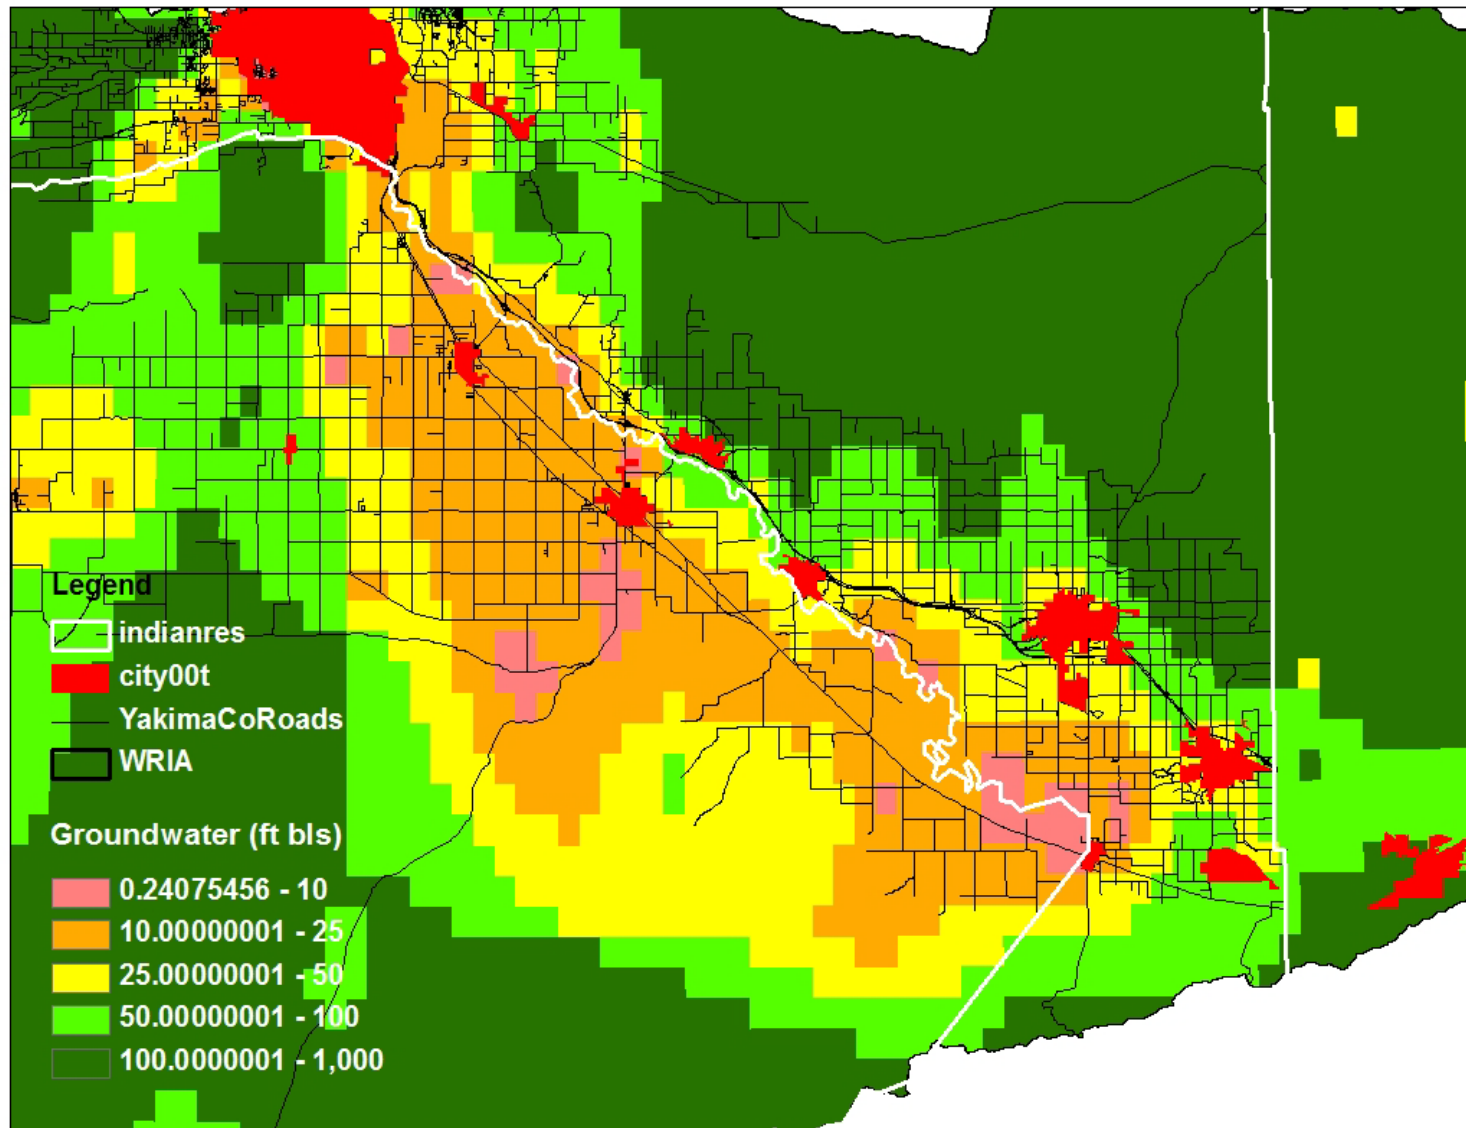 Legend
indianres
city00t
YakimaCoRoads
WRIA
Groundwater (ft bls)
0.24075456 - 10
10.00000001 - 25
25.00000001 - 50
50.00000001 - 100
100.0000001 - 1,000